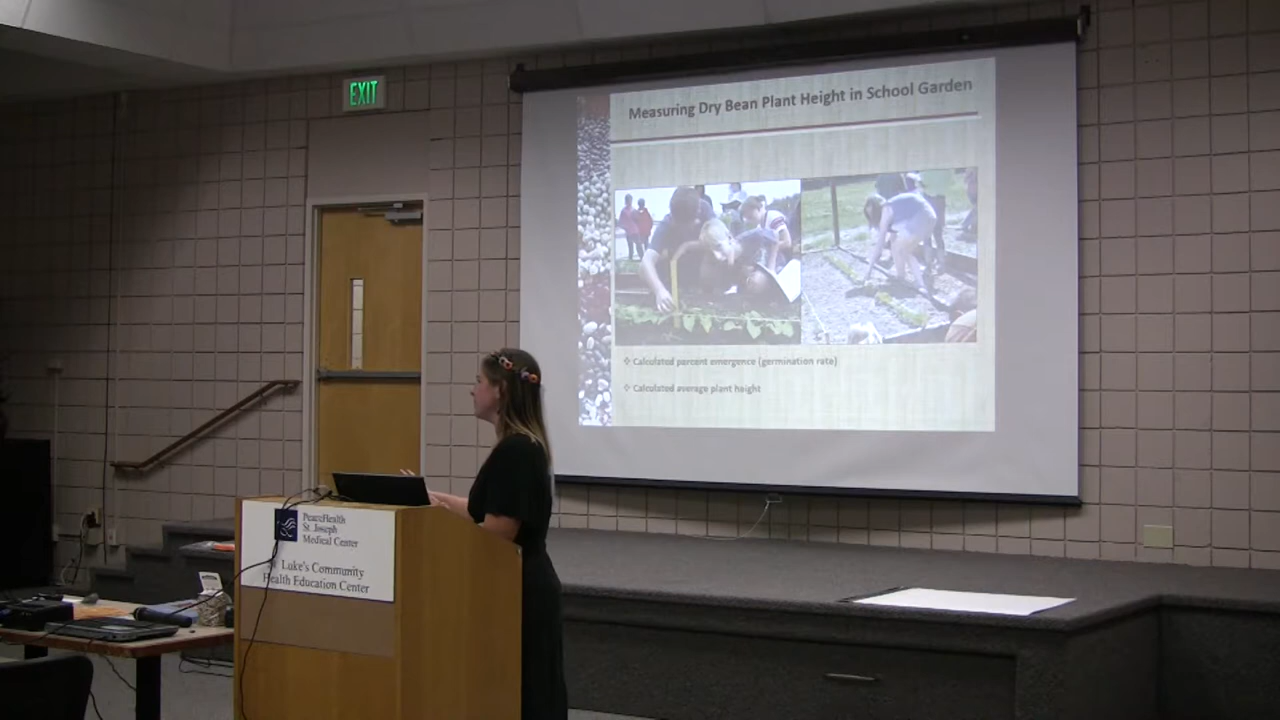 EXIT
Measuring Dry Bean Plant Height in School Garden
❖ Calculated percent emergence (germination rate)
❖ Calculated average plant height
PeaceHealth
St. Joseph
Medical Center
St Luke's Community
Health Education Center